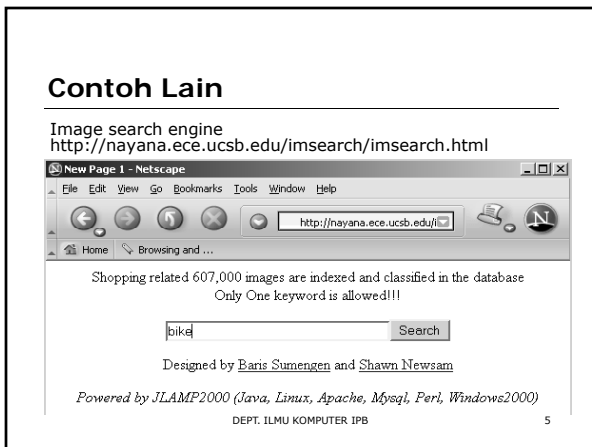 Contoh Lain
Image search engine
http://nayana.ece.ucsb.edu/imsearch/imsearch.html
New Page 1 - Netscape
File Edit View Go Bookmarks Tools Window Help
http://nayana.ece.ucsb.edu/i
Home Browsing and ...
Shopping related 607,000 images are indexed and classified in the database
Only One keyword is allowed!!!
bike Search
Designed by Baris Sumengen and Shawn Newsam
Powered by JLAMP2000 (Java, Linux, Apache, Mysql, Perl, Windows2000)
DEPT. ILMU KOMPUTER IPB 5